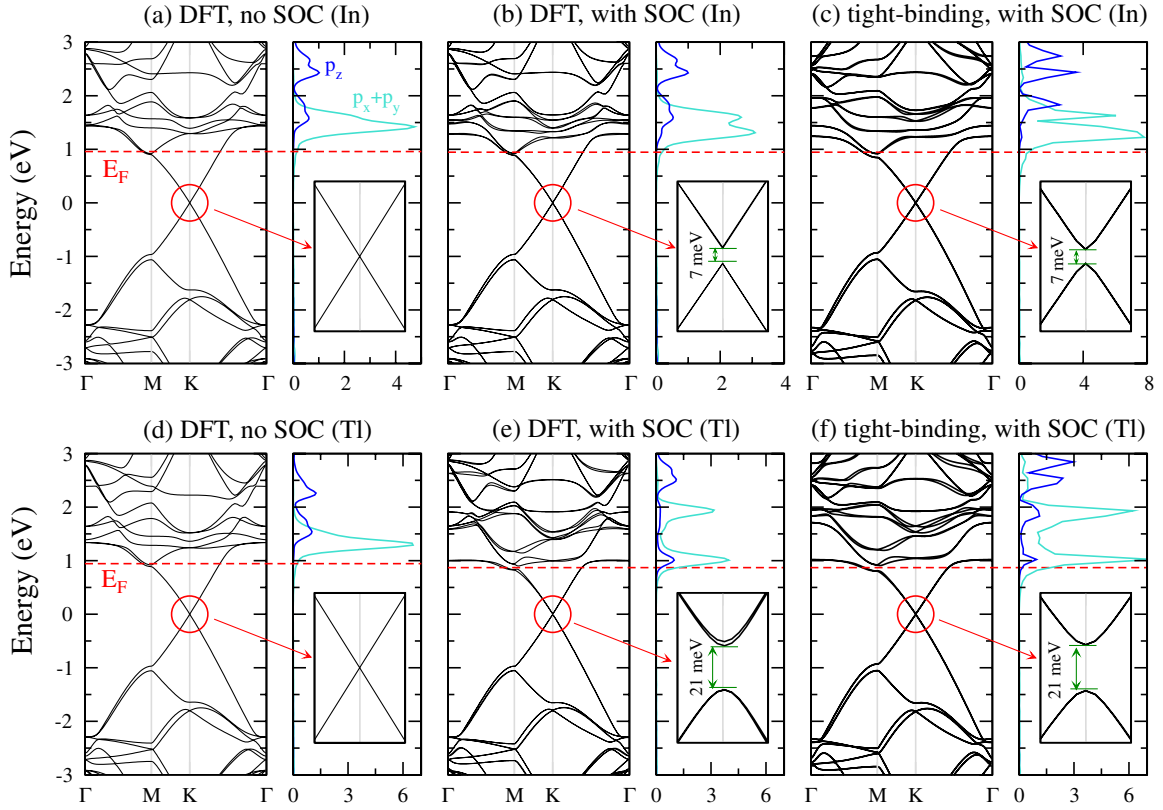 (a) DFT, no SOC (In)
(b) DFT, with SOC (In)
(c) tight-binding, with SOC (In)
Energy (eV)
3
2
1
0
-1
-2
-3
E_F
p_z
p_x+p_y
7 meV
7 meV
Γ M K Γ
0 2 4
Γ M K Γ
0 2 4
Γ M K Γ
0 2 4 6 8
(d) DFT, no SOC (Tl)
(e) DFT, with SOC (Tl)
(f) tight-binding, with SOC (Tl)
Energy (eV)
3
2
1
0
-1
-2
-3
E_F
21 meV
21 meV
Γ M K Γ
0 3 6
Γ M K Γ
0 3 6
Γ M K Γ
0 3 6